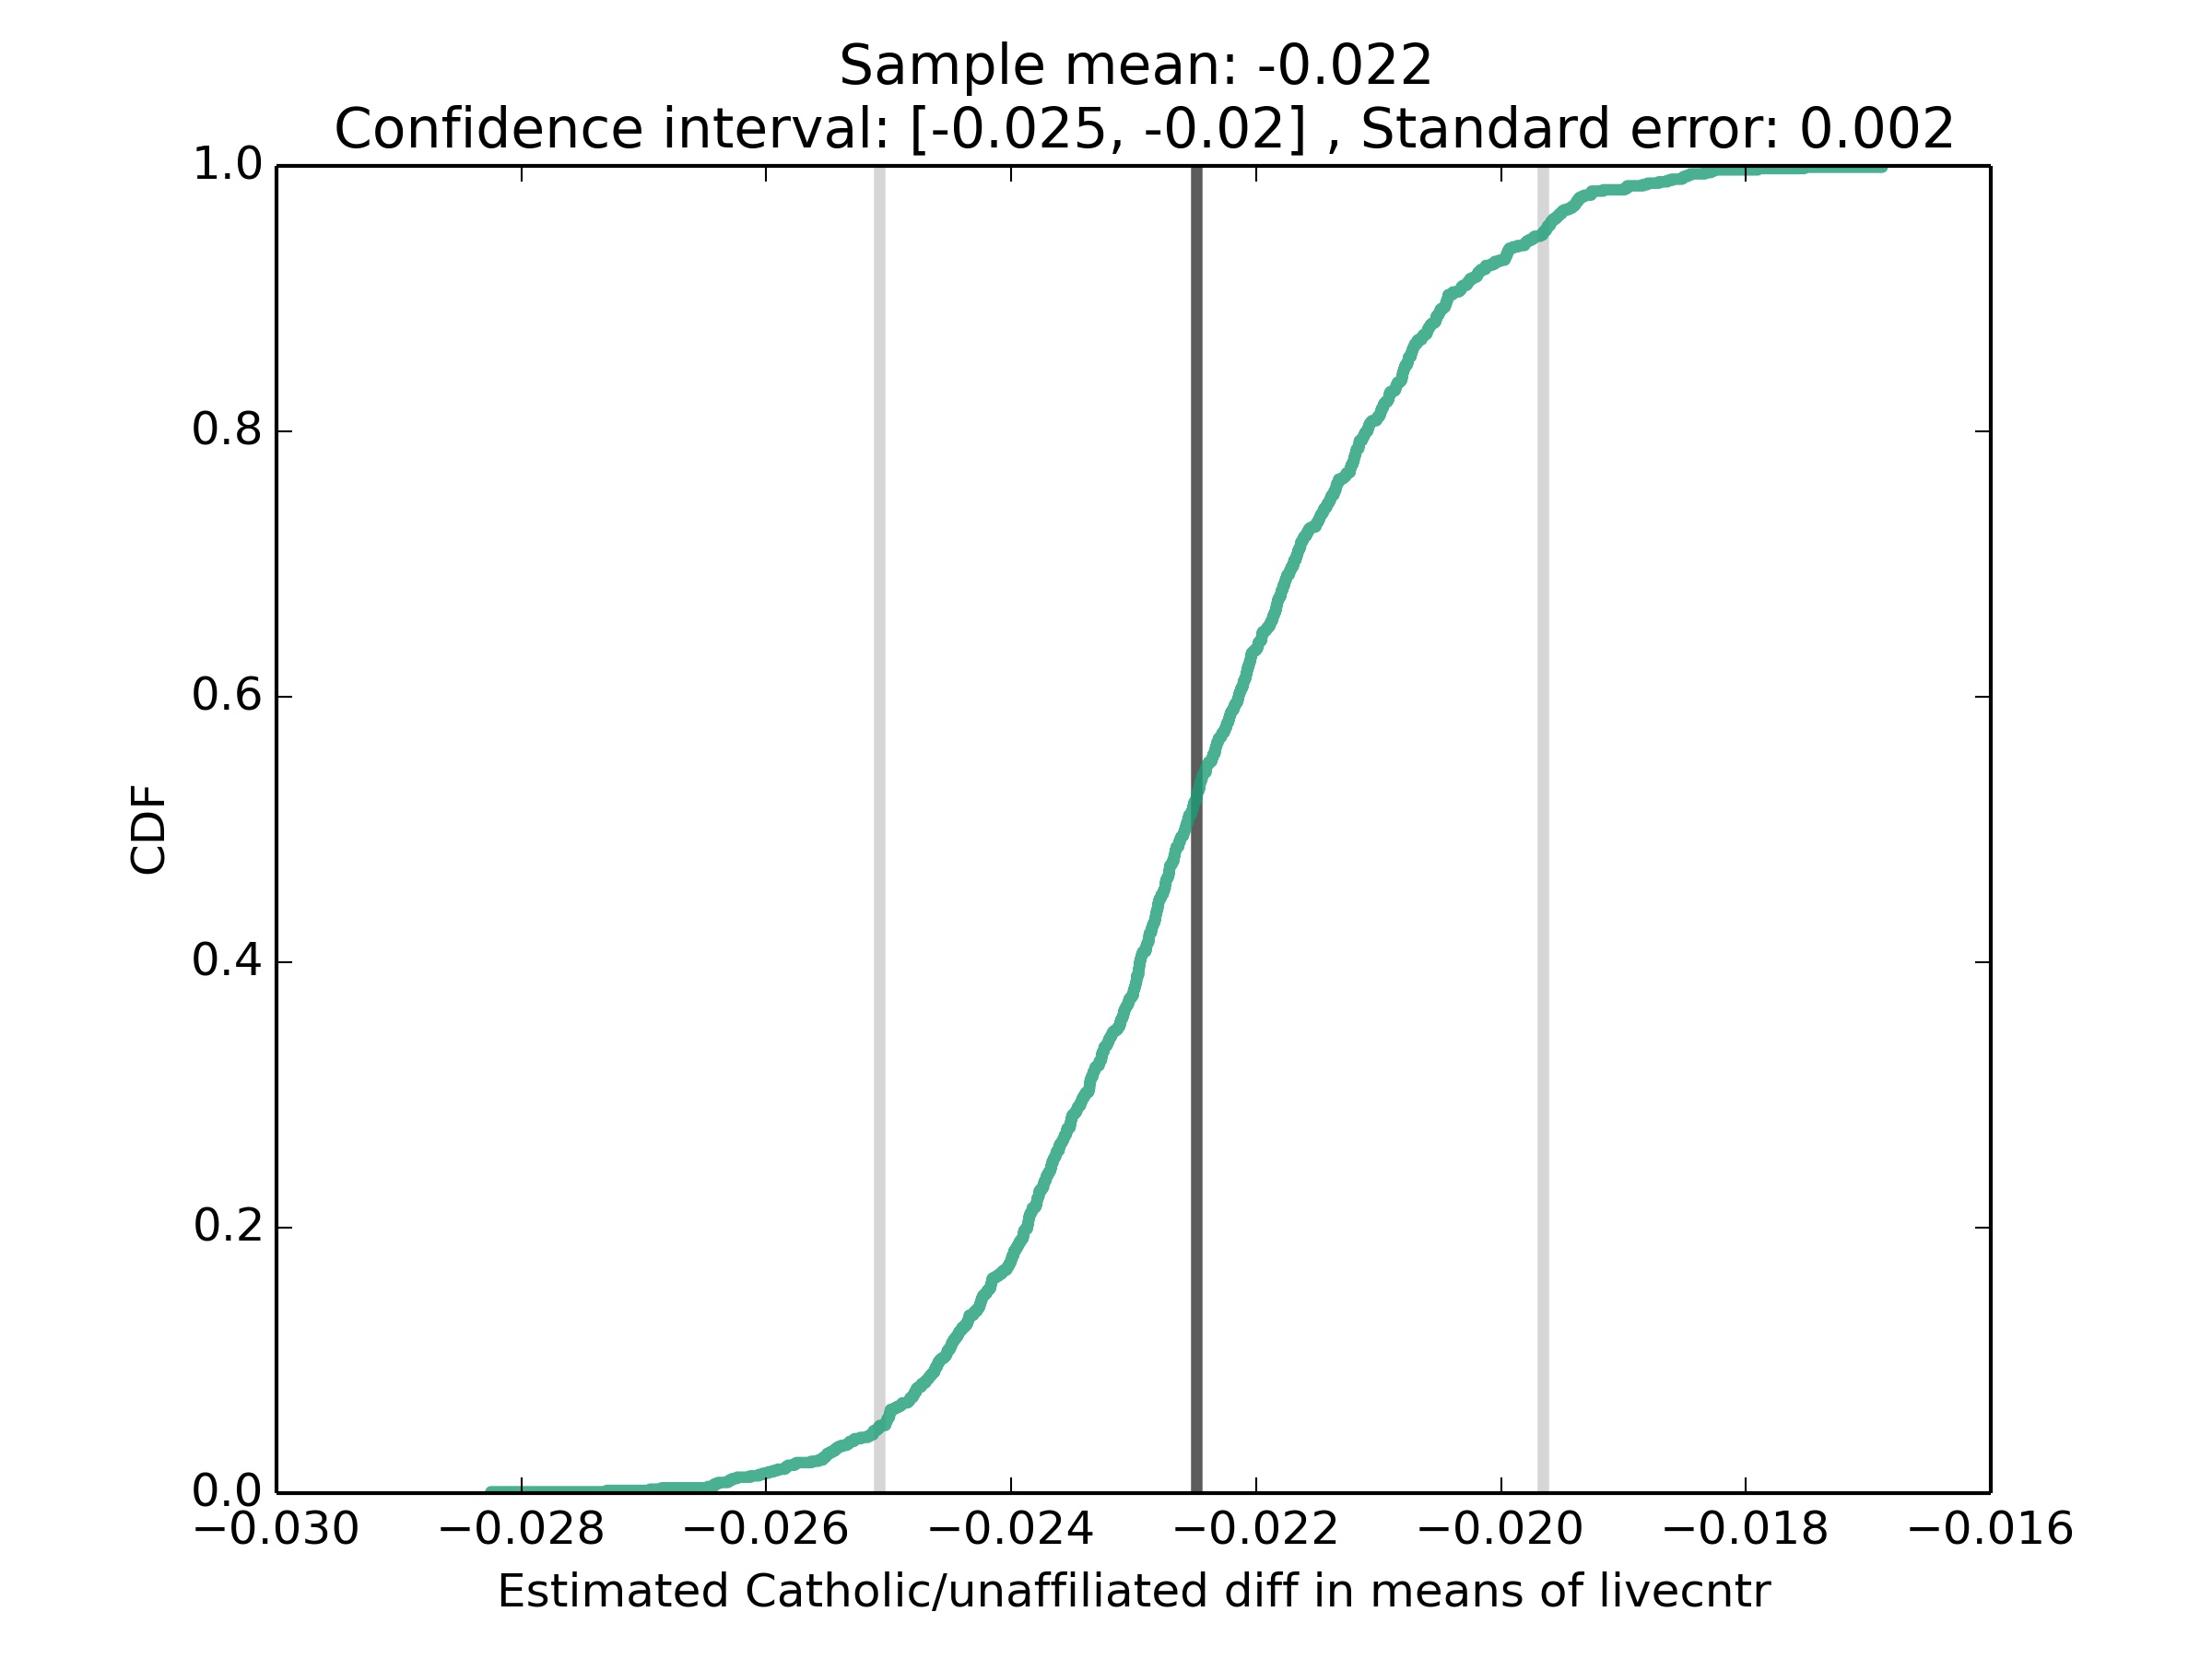 Sample mean: -0.022
Confidence interval: [-0.025, -0.02] , Standard error: 0.002
1.0
0.8
0.6
0.4
0.2
0.0
CDF
−0.030 −0.028 −0.026 −0.024 −0.022 −0.020 −0.018 −0.016
Estimated Catholic/unaffiliated diff in means of livecntr